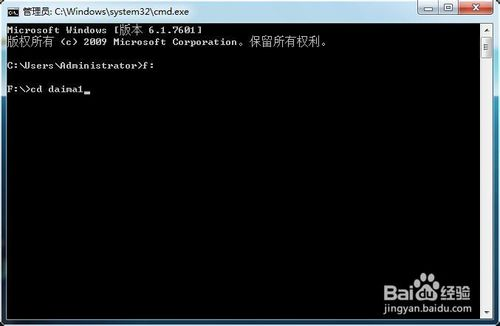 管理员: C:\Windows\system32\cmd.exe
Microsoft Windows [版本 6.1.7601]
版权所有 (c) 2009 Microsoft Corporation。保留所有权利。
C:\Users\Administrator>f:
F:\>cd daima1
Baidu经验
jingyan.baidu.com